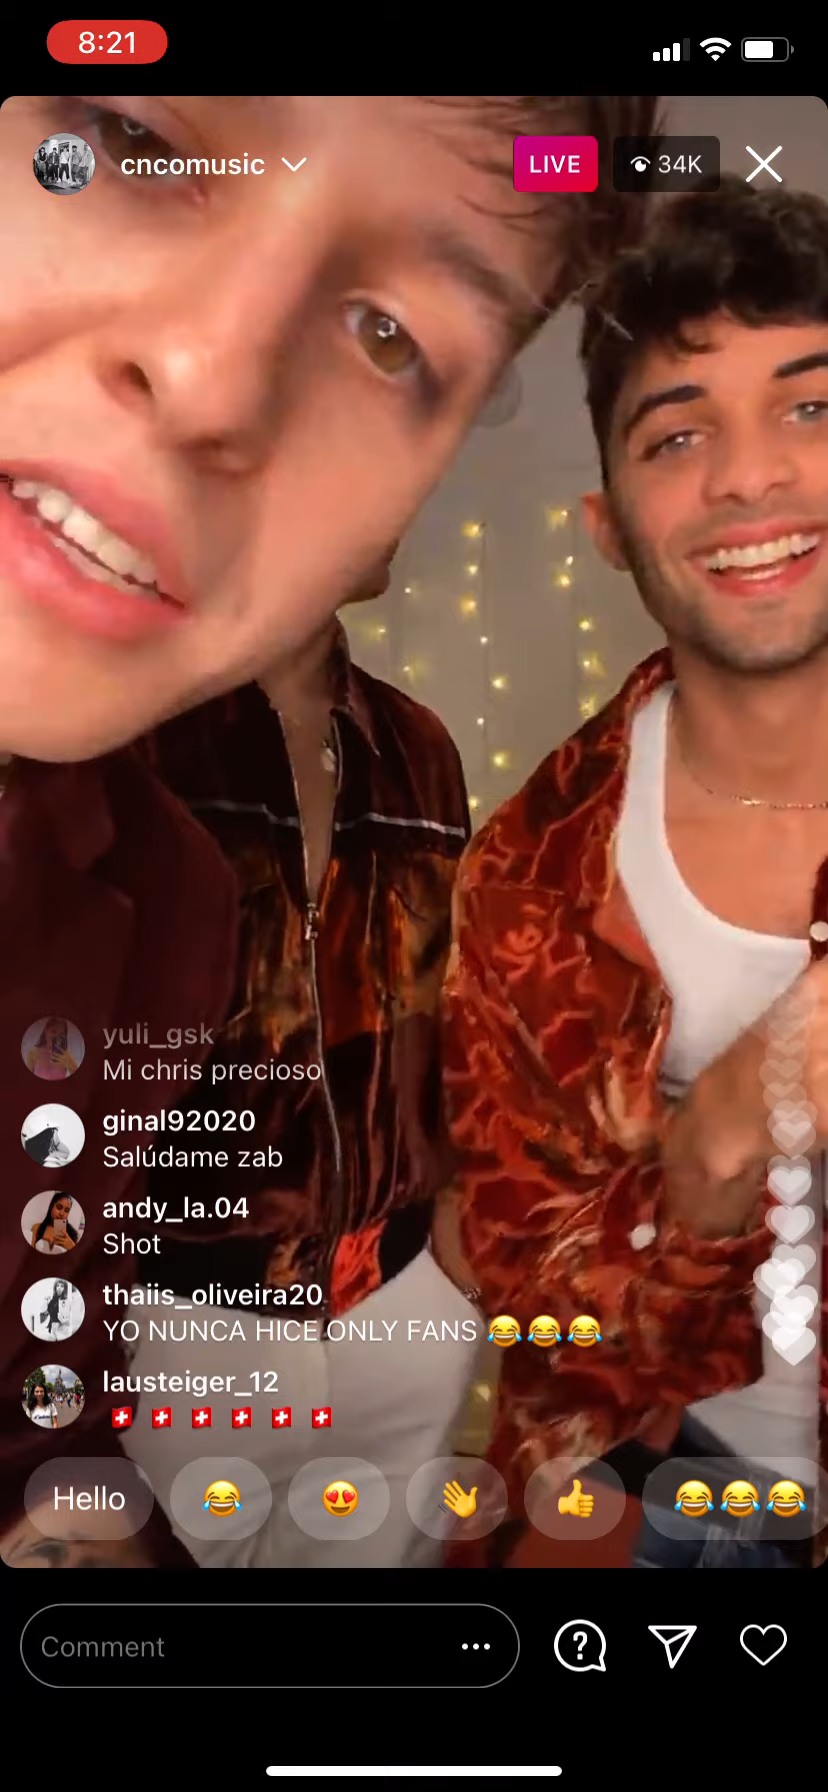 8:21
cncomusic
LIVE
34K
yuli_gsk
Mi chris precioso
ginal92020
Salúdame zab
andy_la.04
Shot
thaiis_oliveira20
YO NUNCA HICE ONLY FANS 😂😂😂
lausteiger_12
🇨🇭 🇨🇭 🇨🇭 🇨🇭 🇨🇭 🇨🇭
Hello 😂 😍 👋 👍 😂😂😂
Comment